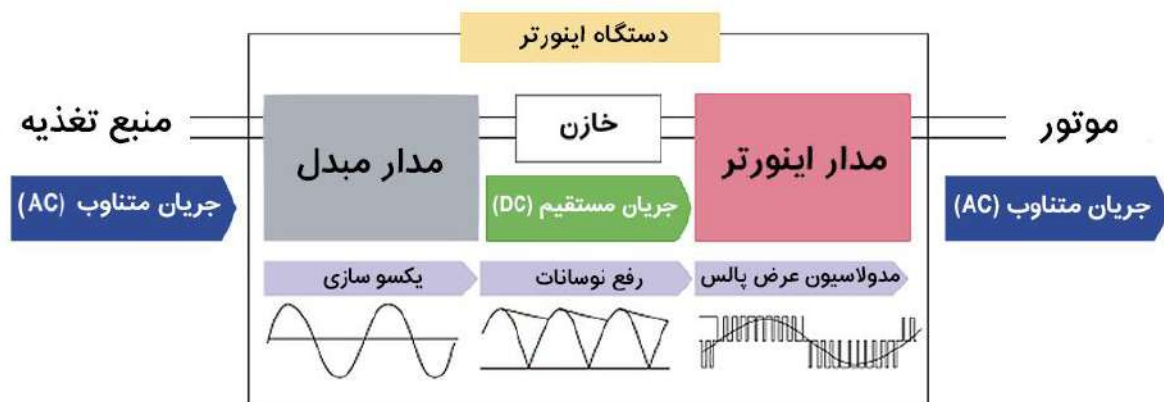 دستگاه اینورتر
منبع تغذیه
مدار مبدل
خازن
مدار اینورتر
موتور
جریان متناوب (AC)
جریان مستقیم (DC)
جریان متناوب (AC)
یکسو سازی
رفع نوسانات
مدولاسیون عرض پالس